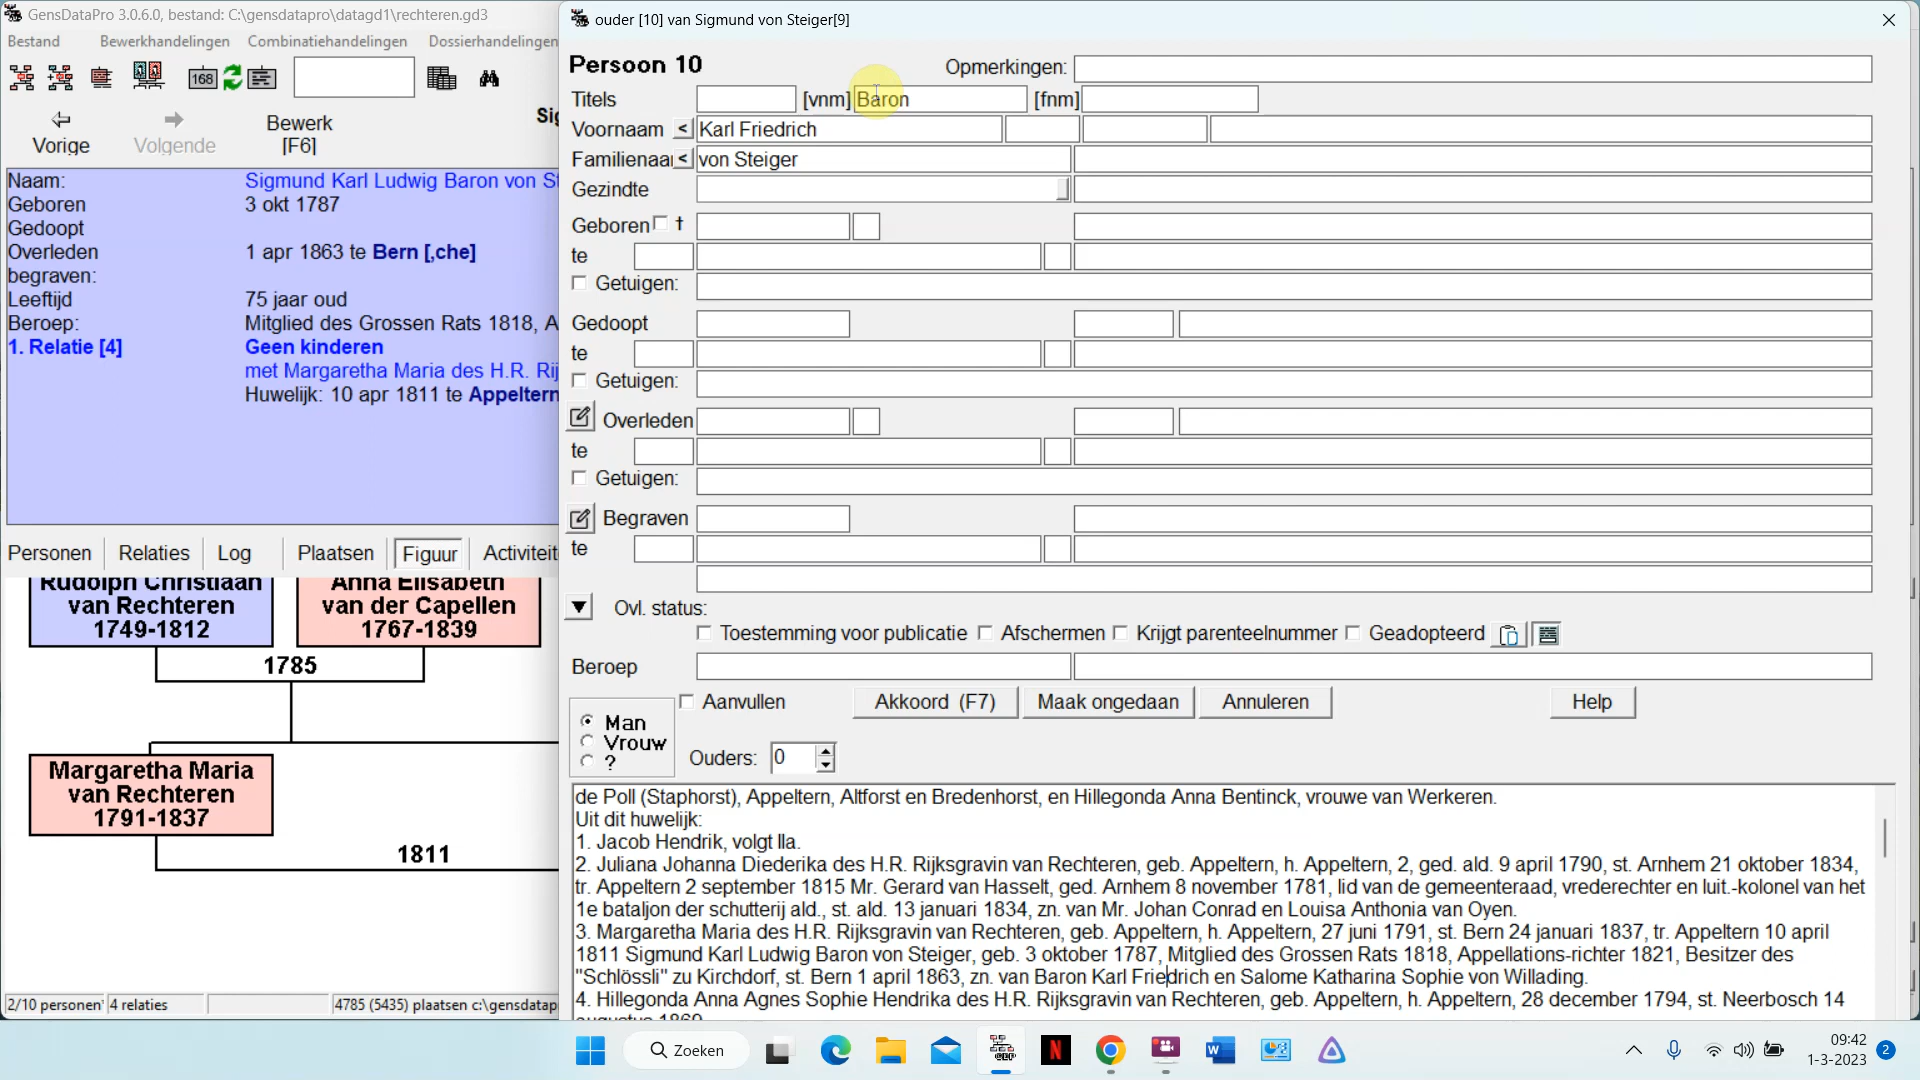 GensDataPro 3.0.6.0, bestand: C:\gensdatapro\datagd1\rechteren.gd3
Bestand Bewerkhandelingen Combinatiehandelingen Dossierhandelingen
168
Vorige Volgende Bewerk [F6]
Naam: Sigmund Karl Ludwig Baron von St
Geboren 3 okt 1787
Gedoopt
Overleden 1 apr 1863 te Bern [,che]
begraven:
Leeftijd 75 jaar oud
Beroep: Mitglied des Grossen Rats 1818, A
1. Relatie [4] Geen kinderen
met Margaretha Maria des H.R. Rij
Huwelijk: 10 apr 1811 te Appeltern
Personen Relaties Log Plaatsen Figuur Activiteit
Rudolph Christiaan
van Rechteren
1749-1812
Anna Elisabeth
van der Capellen
1767-1839
1785
Margaretha Maria
van Rechteren
1791-1837
1811
2/10 personen 4 relaties 4785 (5435) plaatsen c:\gensdatap
ouder [10] van Sigmund von Steiger[9]
Persoon 10 Opmerkingen:
Titels [vnm] Baron [fnm]
Voornaam < Karl Friedrich
Familienaa < von Steiger
Gezindte
Geboren †
te
Getuigen:
Gedoopt
te
Getuigen:
Overleden
te
Getuigen:
Begraven
te
Ovl. status:
Toestemming voor publicatie Afschermen Krijgt parenteelnummer Geadopteerd
Beroep
Aanvullen Akkoord (F7) Maak ongedaan Annuleren Help
Man
Vrouw
?
Ouders: 0
de Poll (Staphorst), Appeltern, Altforst en Bredenhorst, en Hillegonda Anna Bentinck, vrouwe van Werkeren.
Uit dit huwelijk:
1. Jacob Hendrik, volgt IIa.
2. Juliana Johanna Diederika des H.R. Rijksgravin van Rechteren, geb. Appeltern, h. Appeltern, 2, ged. ald. 9 april 1790, st. Arnhem 21 oktober 1834,
tr. Appeltern 2 september 1815 Mr. Gerard van Hasselt, ged. Arnhem 8 november 1781, lid van de gemeenteraad, vrederechter en luit.-kolonel van het
1e bataljon der schutterij ald., st. ald. 13 januari 1834, zn. van Mr. Johan Conrad en Louisa Anthonia van Oyen.
3. Margaretha Maria des H.R. Rijksgravin van Rechteren, geb. Appeltern, h. Appeltern, 27 juni 1791, st. Bern 24 januari 1837, tr. Appeltern 10 april
1811 Sigmund Karl Ludwig Baron von Steiger, geb. 3 oktober 1787, Mitglied des Grossen Rats 1818, Appellations-richter 1821, Besitzer des
"Schlössli" zu Kirchdorf, st. Bern 1 april 1863, zn. van Baron Karl Friedrich en Salome Katharina Sophie von Willading.
4. Hillegonda Anna Agnes Sophie Hendrika des H.R. Rijksgravin van Rechteren, geb. Appeltern, h. Appeltern, 28 december 1794, st. Neerbosch 14
Zoeken
09:42
1-3-2023
2